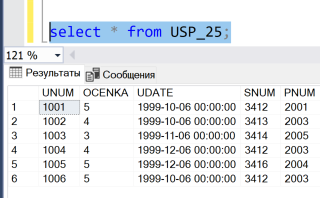 select * from USP_25;
121 %
Результаты Сообщения
UNUM OCENKA UDATE SNUM PNUM
1 1001 5 1999-10-06 00:00:00 3412 2001
2 1002 4 1999-10-06 00:00:00 3413 2003
3 1003 3 1999-11-06 00:00:00 3414 2005
4 1004 4 1999-12-06 00:00:00 3412 2003
5 1005 5 1999-12-06 00:00:00 3416 2004
6 1006 5 1999-10-06 00:00:00 3412 2003